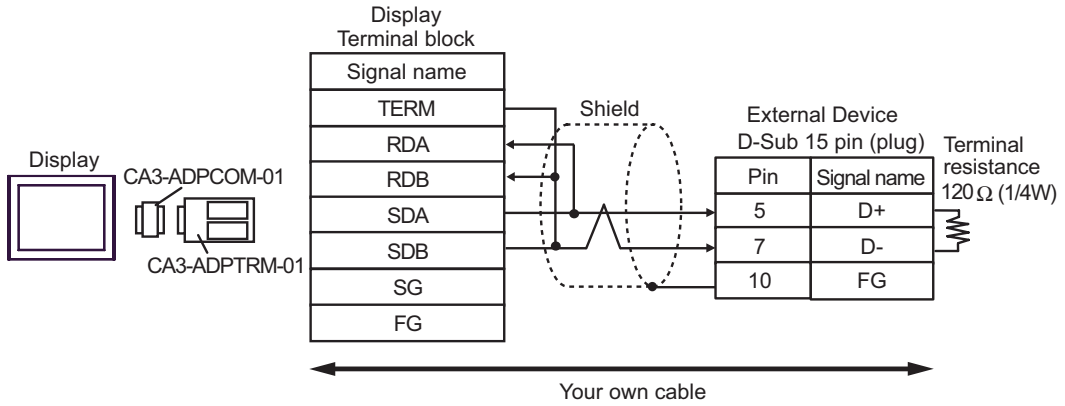 Display
CA3-ADPCOM-01
CA3-ADPTRM-01
Display
Terminal block
Signal name
TERM
RDA
RDB
SDA
SDB
SG
FG
Shield
External Device
D-Sub 15 pin (plug)
Pin
Signal name
5
D+
7
D-
10
FG
Terminal
resistance
120Ω (1/4W)
Your own cable